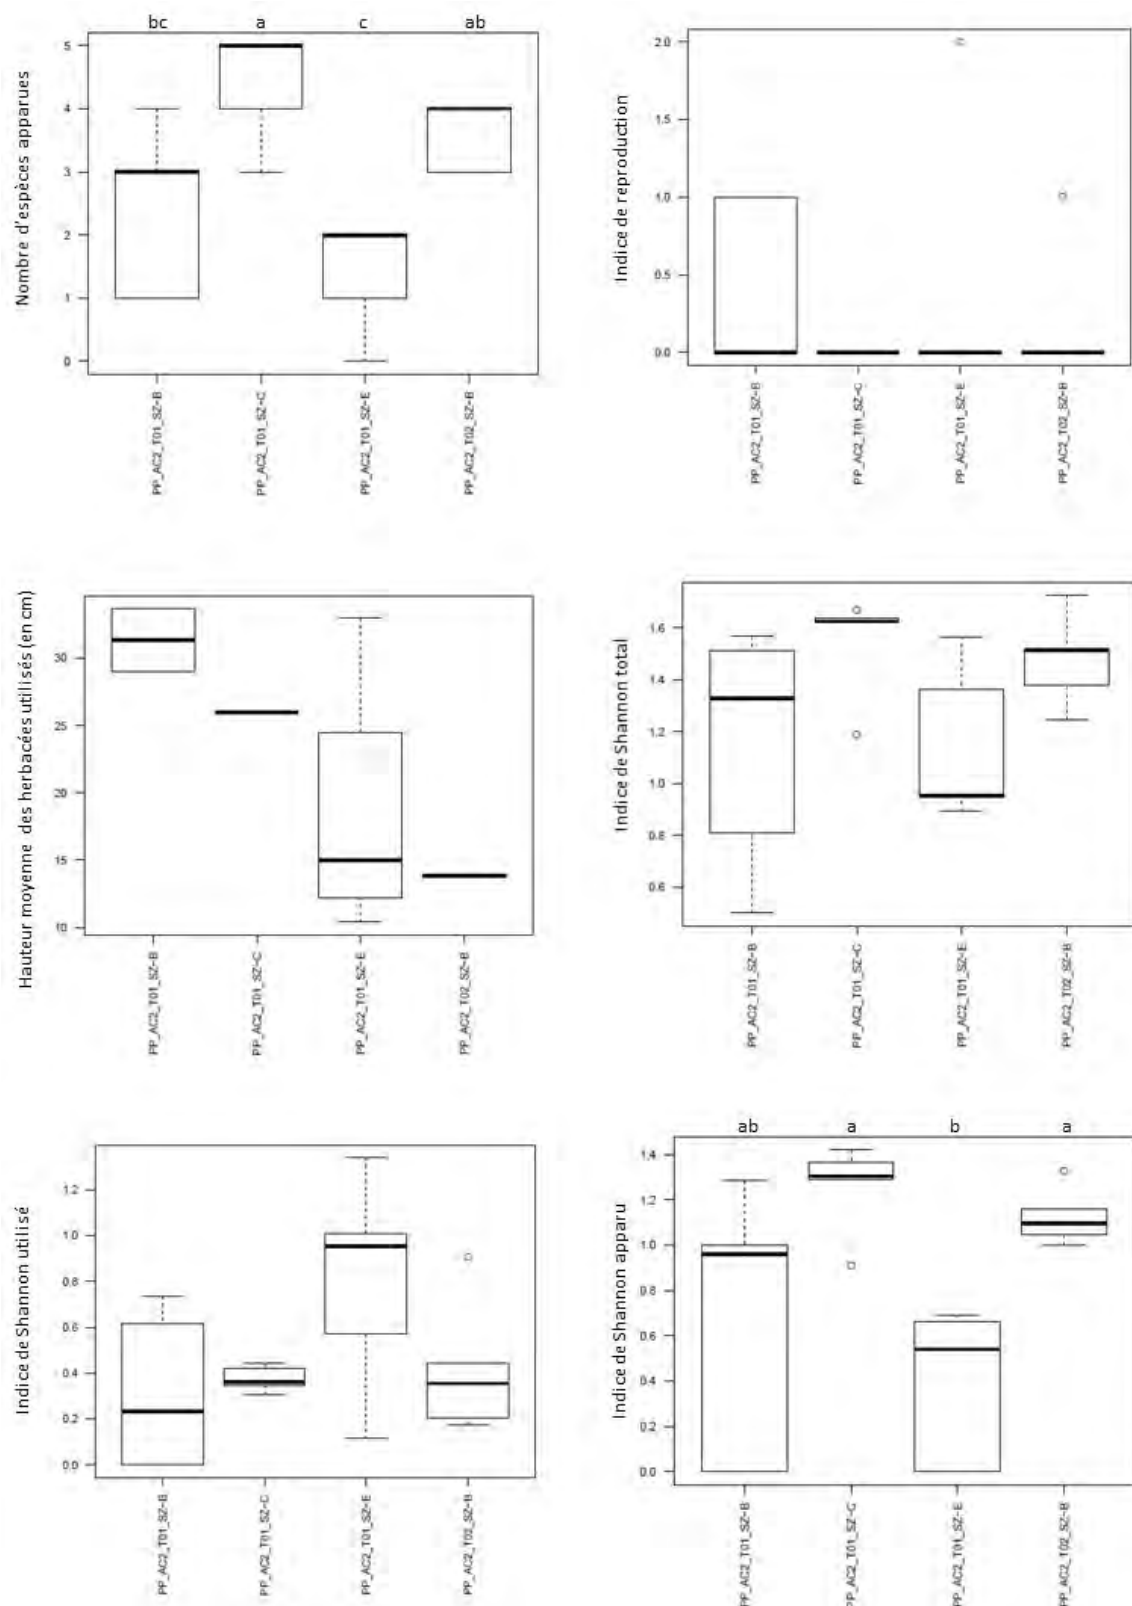 bc a c ab
Nombre d'espèces apparues
5
4
3
2
1
0
PP_AC2_T01_SZ-B
PP_AC2_T01_SZ-C
PP_AC2_T01_SZ-E
PP_AC2_T02_SZ-B
Indice de reproduction
2.0
1.5
1.0
0.5
0.0
PP_AC2_T01_SZ-B
PP_AC2_T01_SZ-C
PP_AC2_T01_SZ-E
PP_AC2_T02_SZ-B
Hauteur moyenne des herbacées utilisés (en cm)
30
25
20
15
10
PP_AC2_T01_SZ-B
PP_AC2_T01_SZ-C
PP_AC2_T01_SZ-E
PP_AC2_T02_SZ-B
Indice de Shannon total
1.6
1.4
1.2
1.0
0.8
0.6
PP_AC2_T01_SZ-B
PP_AC2_T01_SZ-C
PP_AC2_T01_SZ-E
PP_AC2_T02_SZ-B
Indice de Shannon utilisé
1.2
1.0
0.8
0.6
0.4
0.2
0.0
PP_AC2_T01_SZ-B
PP_AC2_T01_SZ-C
PP_AC2_T01_SZ-E
PP_AC2_T02_SZ-B
ab a b a
Indice de Shannon apparu
1.4
1.2
1.0
0.8
0.6
0.4
0.2
0.0
PP_AC2_T01_SZ-B
PP_AC2_T01_SZ-C
PP_AC2_T01_SZ-E
PP_AC2_T02_SZ-B